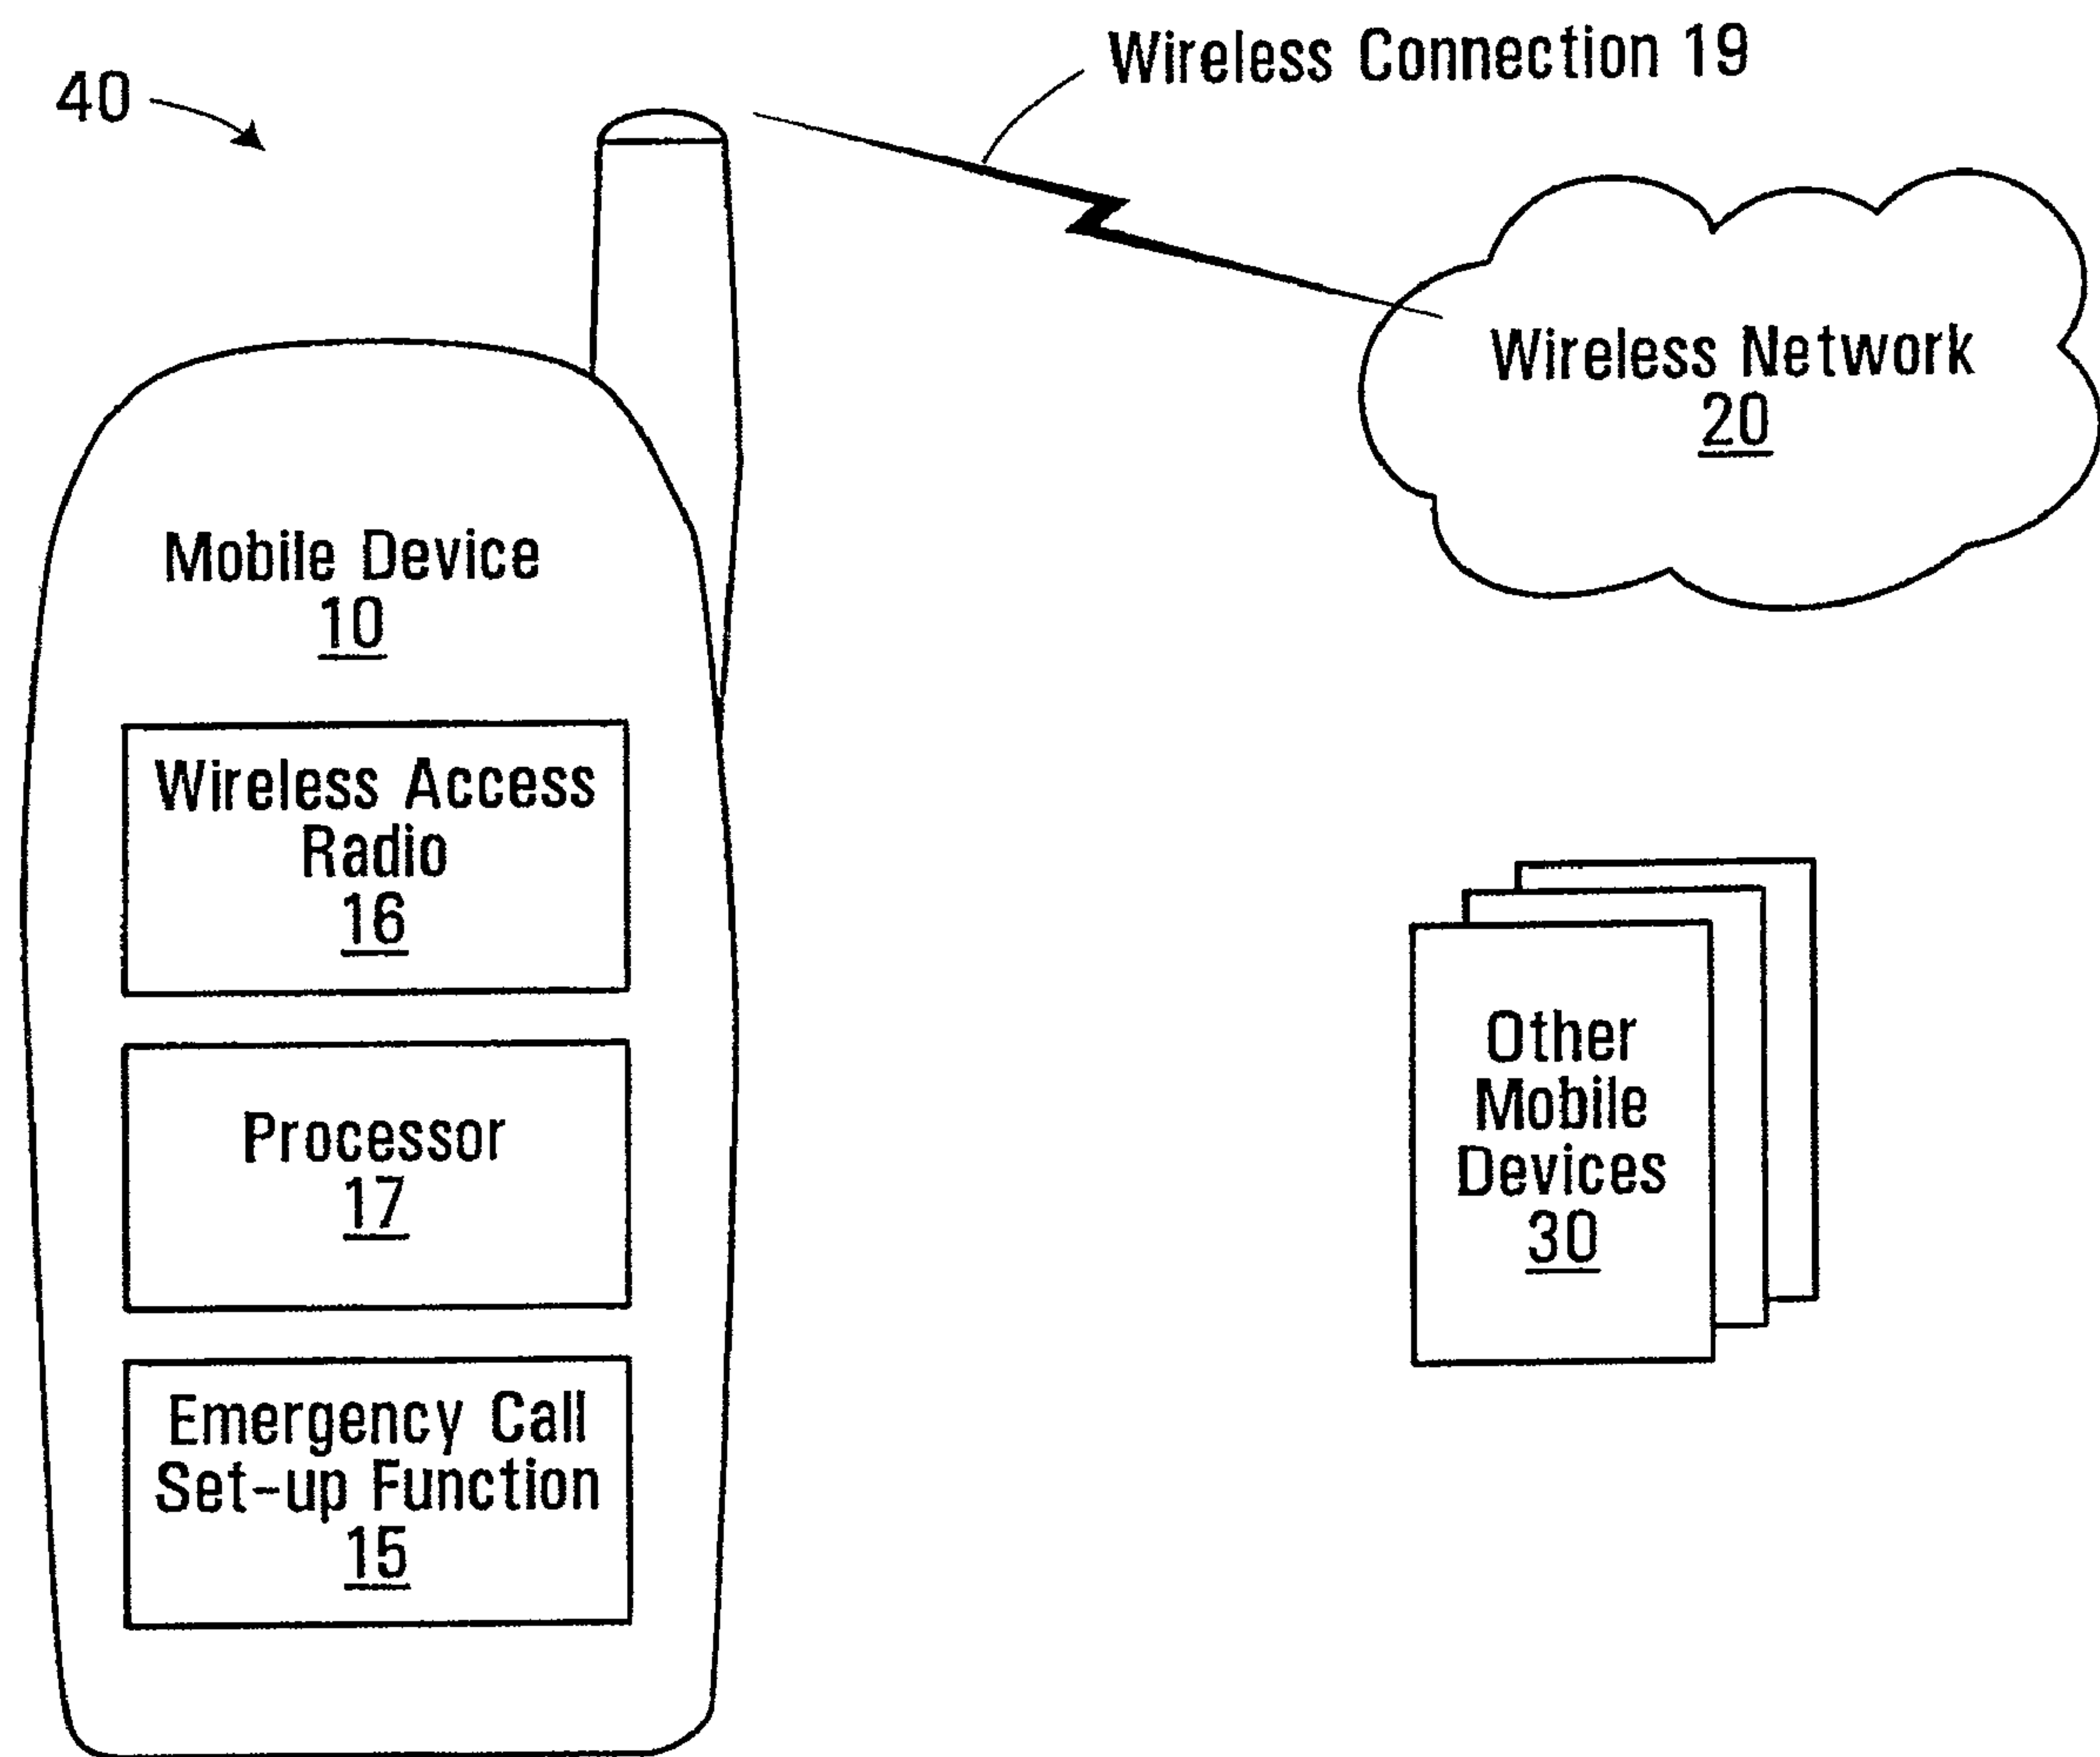 40
Wireless Connection 19
Wireless Network
20
Mobile Device
10
Wireless Access
Radio
16
Processor
17
Emergency Call
Set-up Function
15
Other
Mobile
Devices
30